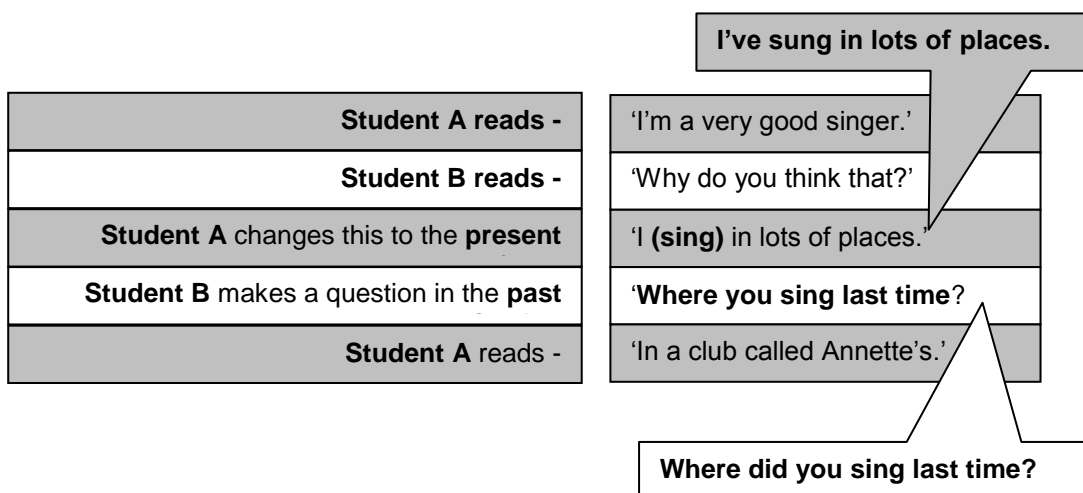 I've sung in lots of places.
Student A reads -
'I'm a very good singer.'
Student B reads -
'Why do you think that?'
Student A changes this to the present
'I (sing) in lots of places.'
Student B makes a question in the past
'Where you sing last time?
Student A reads -
'In a club called Annette's.'
Where did you sing last time?